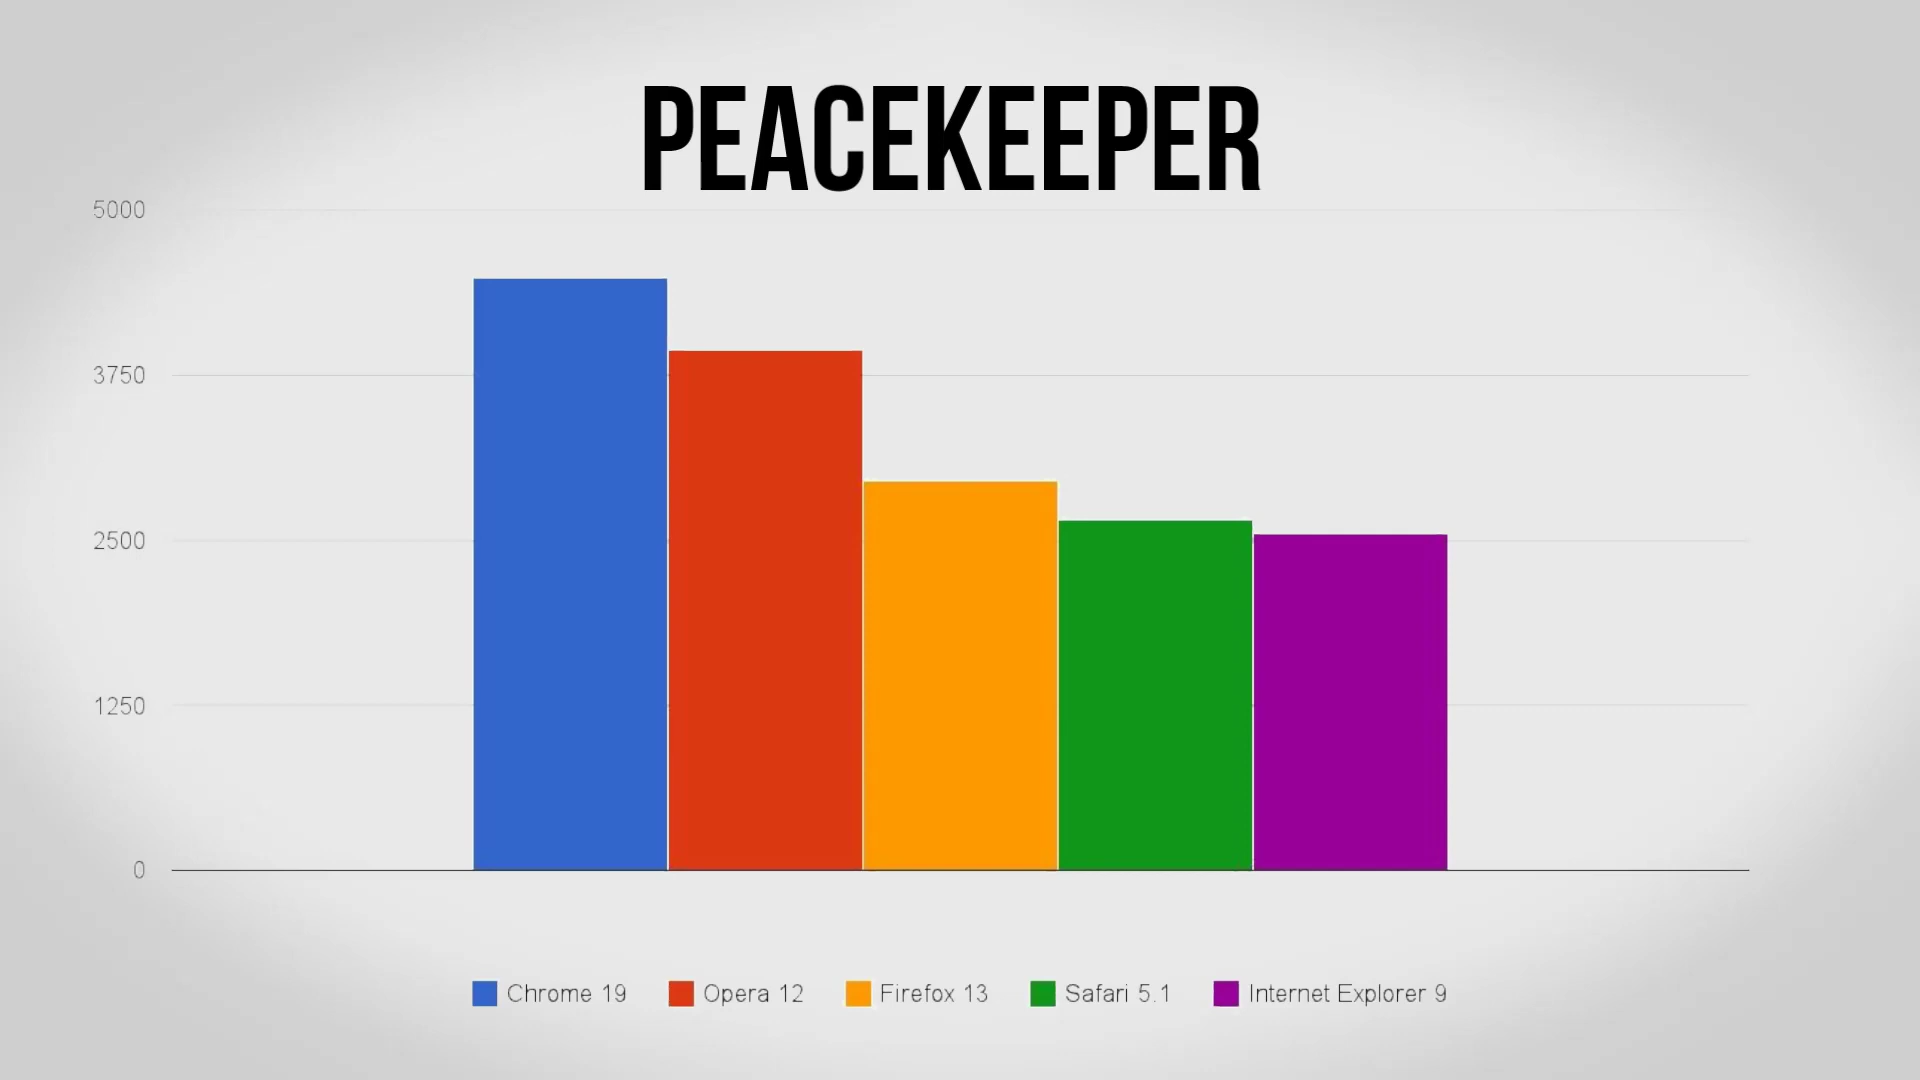 PEACEKEEPER
5000
3750
2500
1250
0
Chrome 19 Opera 12 Firefox 13 Safari 5.1 Internet Explorer 9